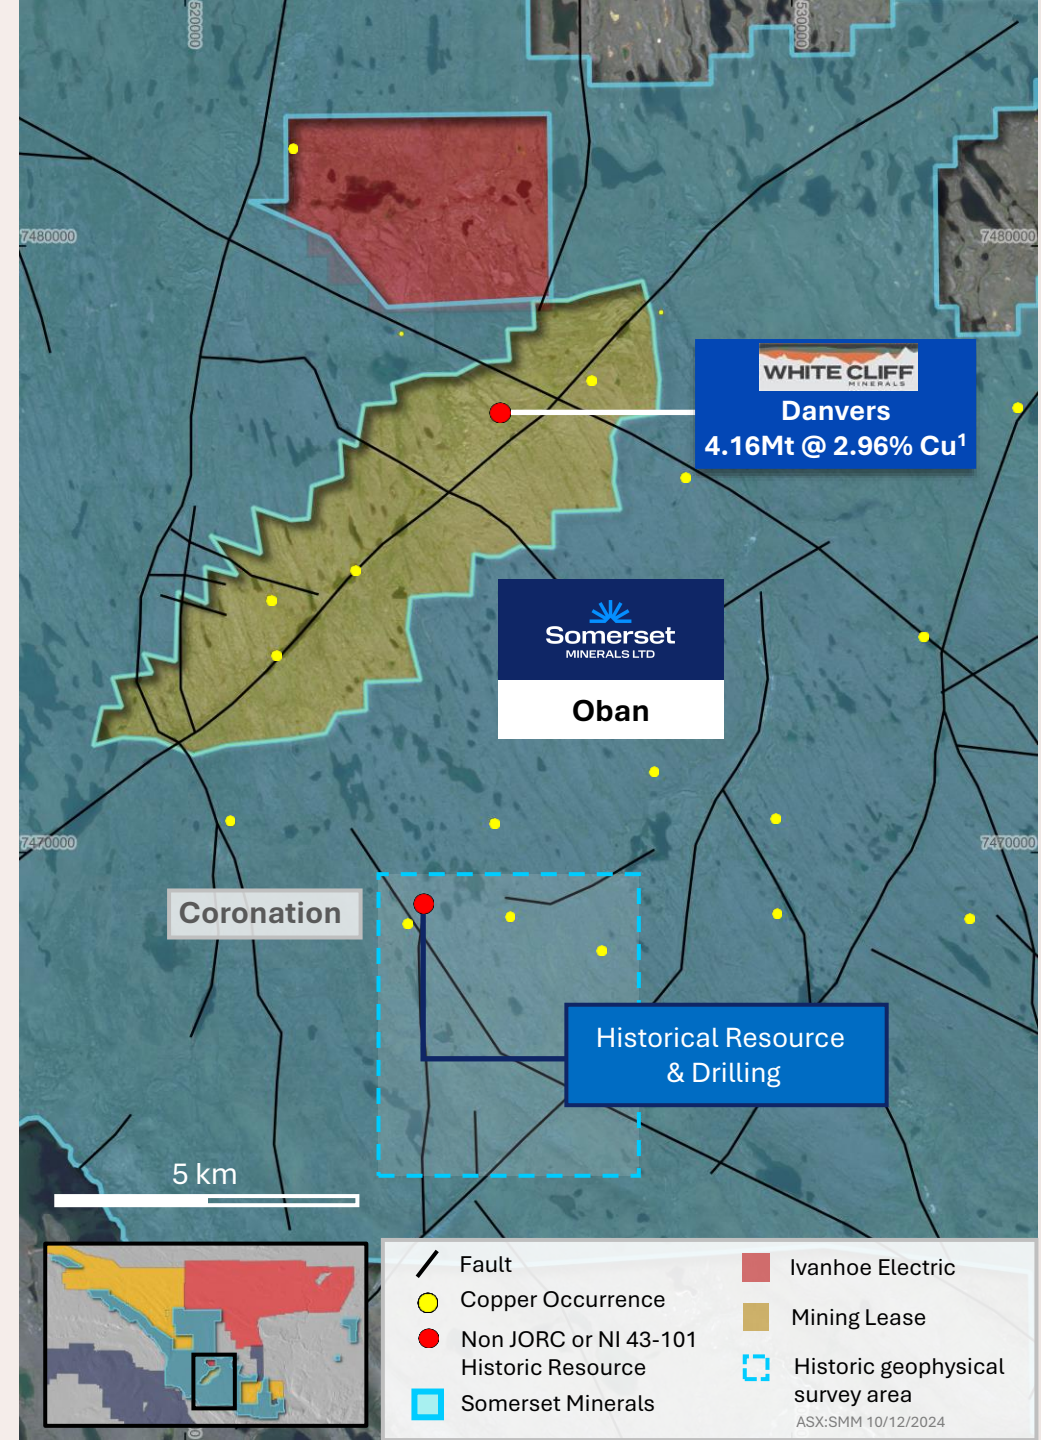 520000
530000
7480000
7480000
WHITE CLIFF
MINERALS
Danvers
4.16Mt @ 2.96% Cu¹
Somerset
MINERALS LTD
Oban
7470000
7470000
Coronation
Historical Resource
& Drilling
5 km
Fault
Copper Occurrence
Non JORC or NI 43-101
Historic Resource
Somerset Minerals
Ivanhoe Electric
Mining Lease
Historic geophysical
survey area
ASX:SMM 10/12/2024